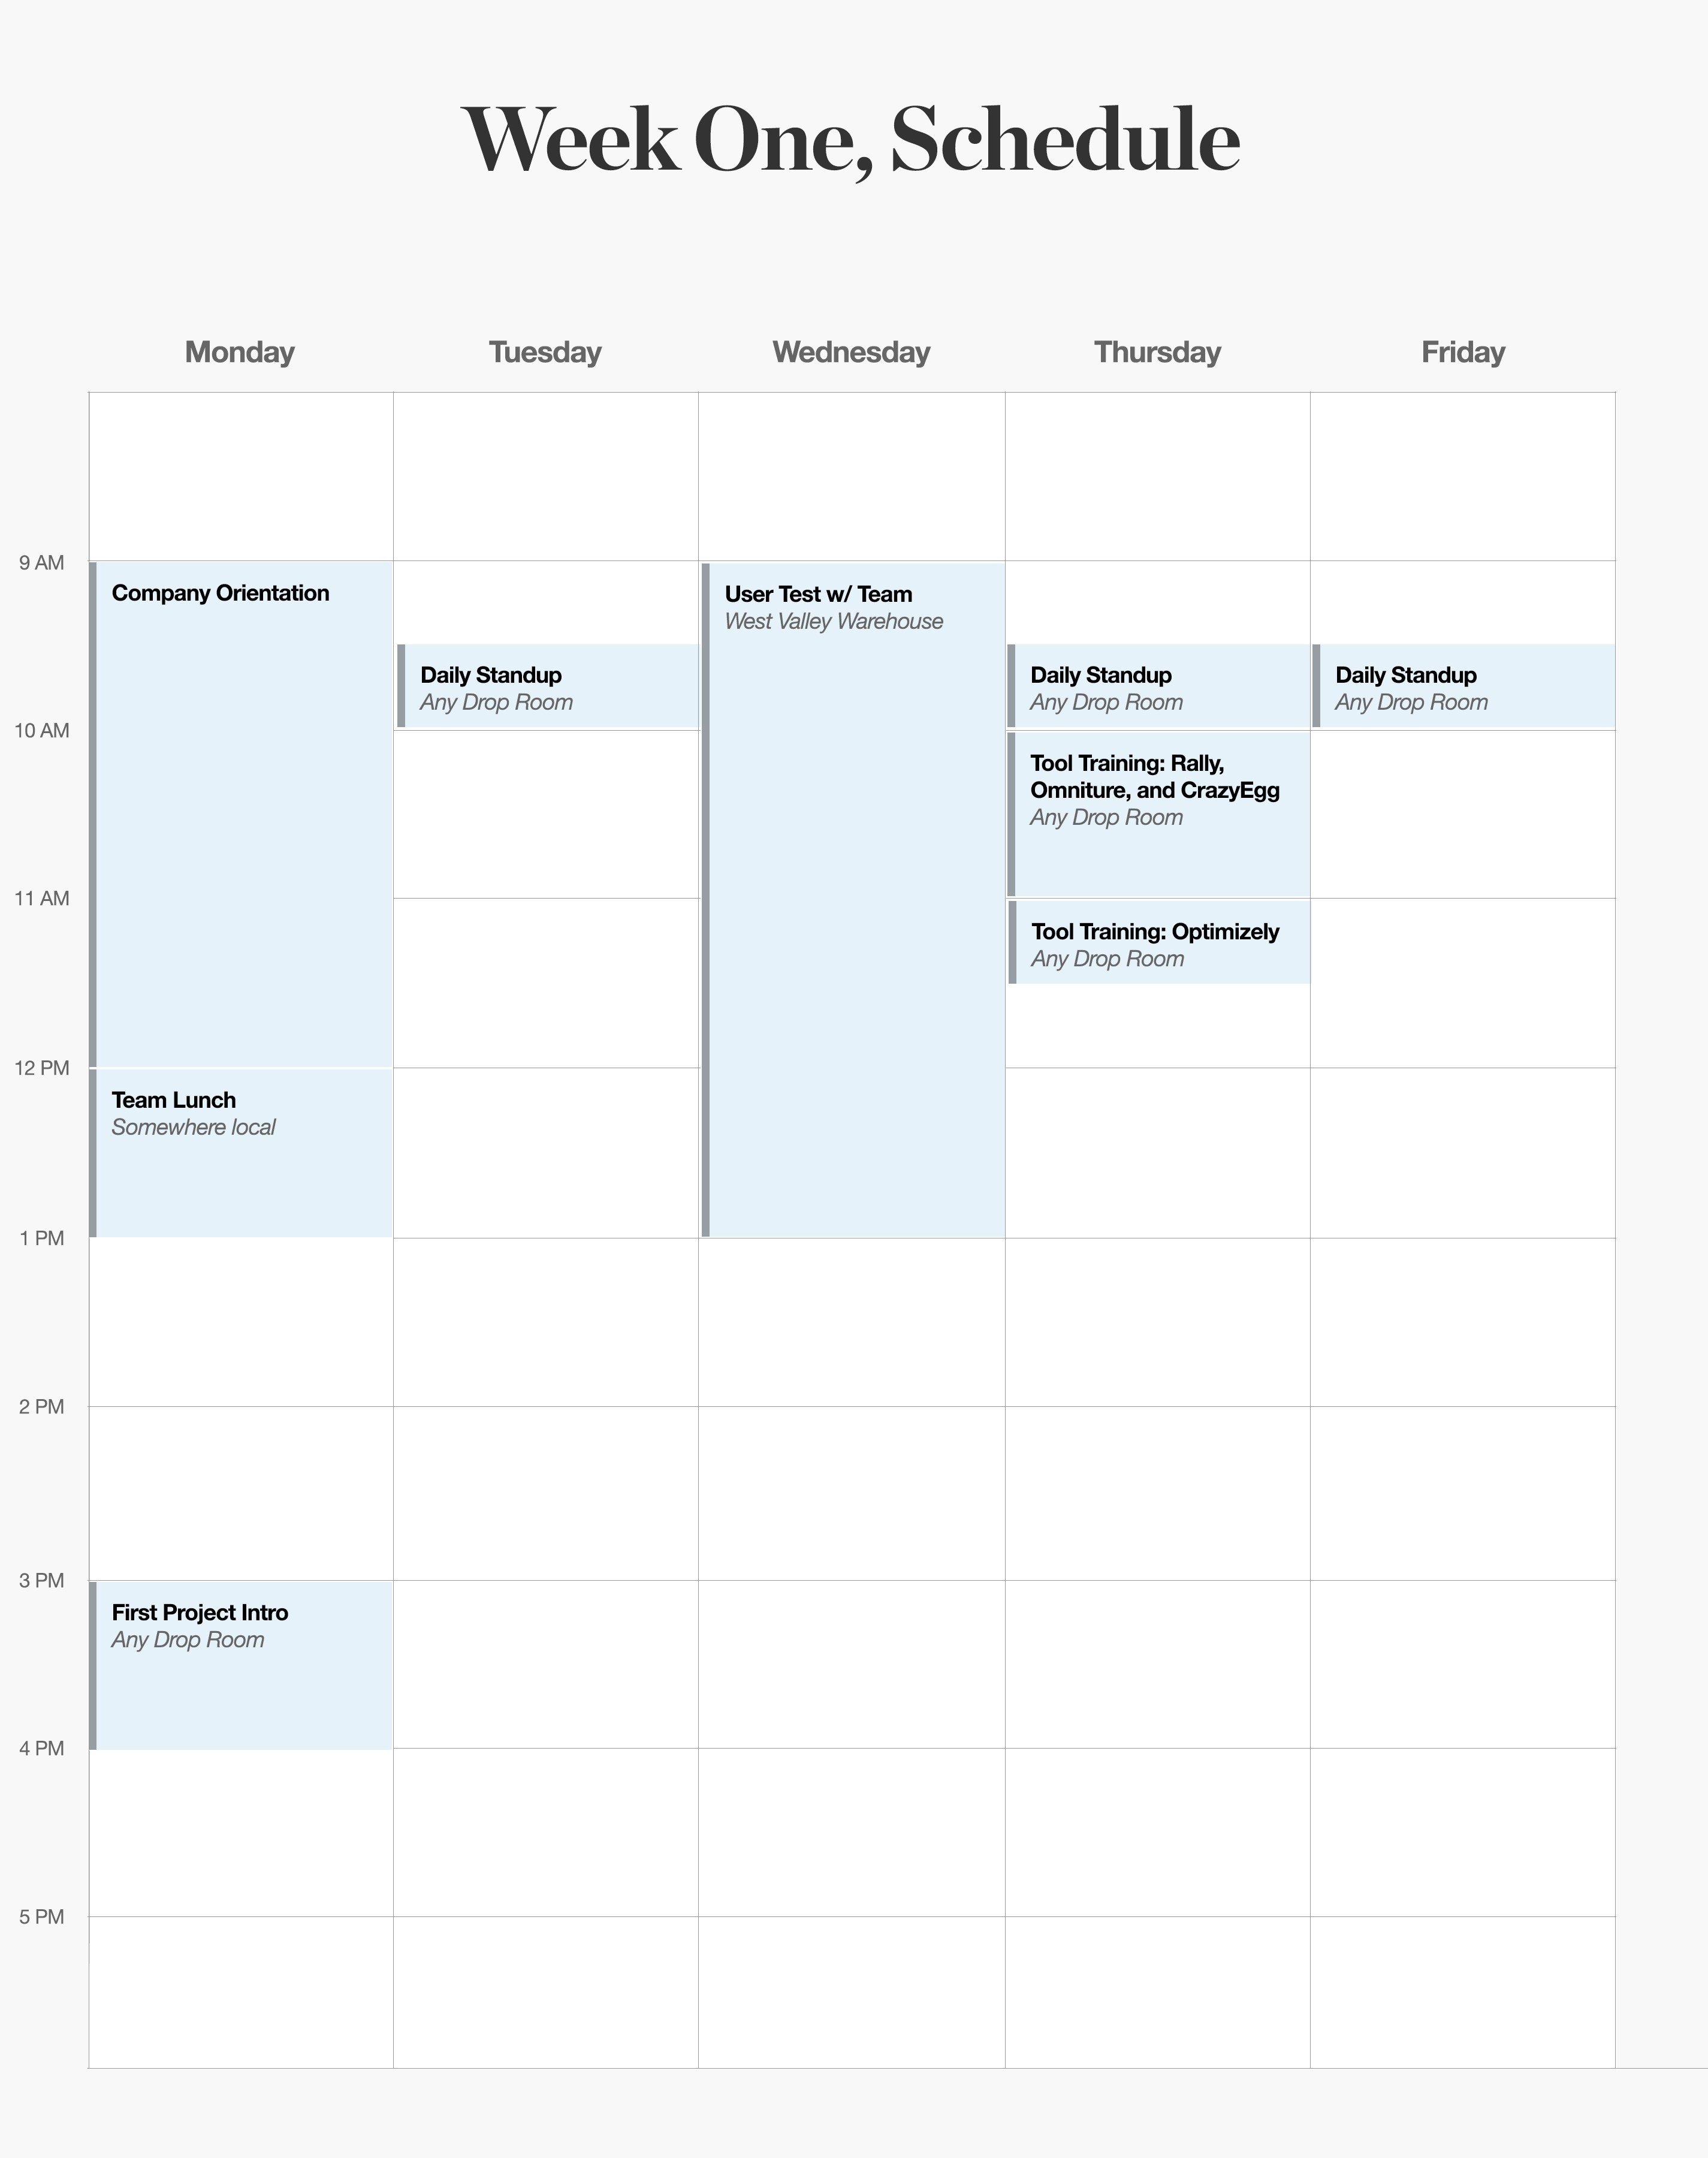 Week One, Schedule
Monday
Tuesday
Wednesday
Thursday
Friday
9 AM
Company Orientation
User Test w/ Team
West Valley Warehouse
Daily Standup
Any Drop Room
Daily Standup
Any Drop Room
Daily Standup
Any Drop Room
10 AM
Tool Training: Rally,
Omniture, and CrazyEgg
Any Drop Room
11 AM
Tool Training: Optimizely
Any Drop Room
12 PM
Team Lunch
Somewhere local
1 PM
2 PM
3 PM
First Project Intro
Any Drop Room
4 PM
5 PM